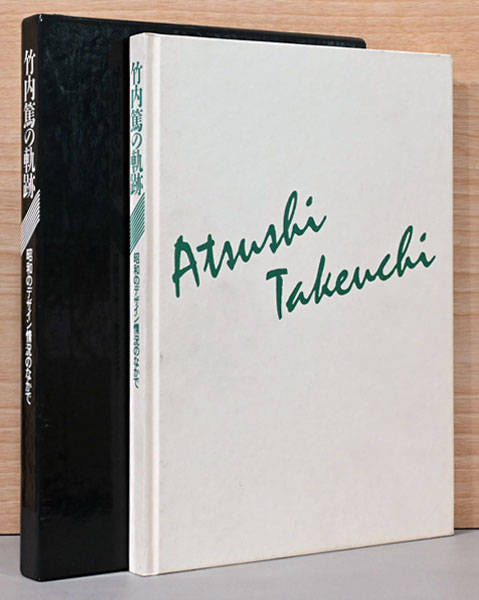 竹内篤の軌跡
昭和のデザイン情況のなかで
竹内篤の軌跡
昭和のデザイン情況のなかで
Atsushi
Takeuchi